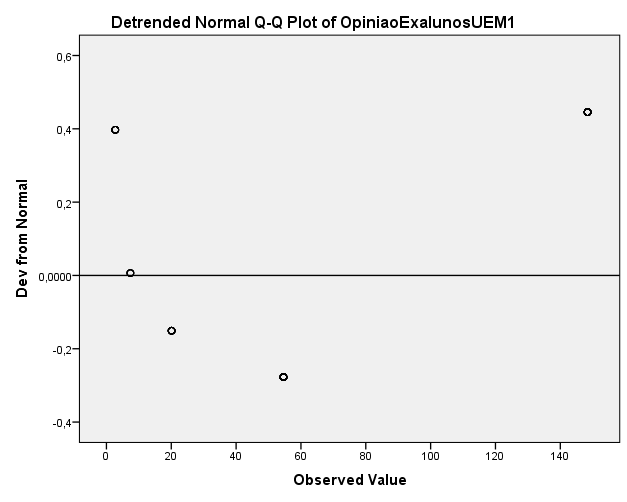 Detrended Normal Q-Q Plot of OpiniaoExalunosUEM1
0,6
0,4
0,2
0,0000
-0,2
-0,4
Dev from Normal
0 20 40 60 80 100 120 140
Observed Value